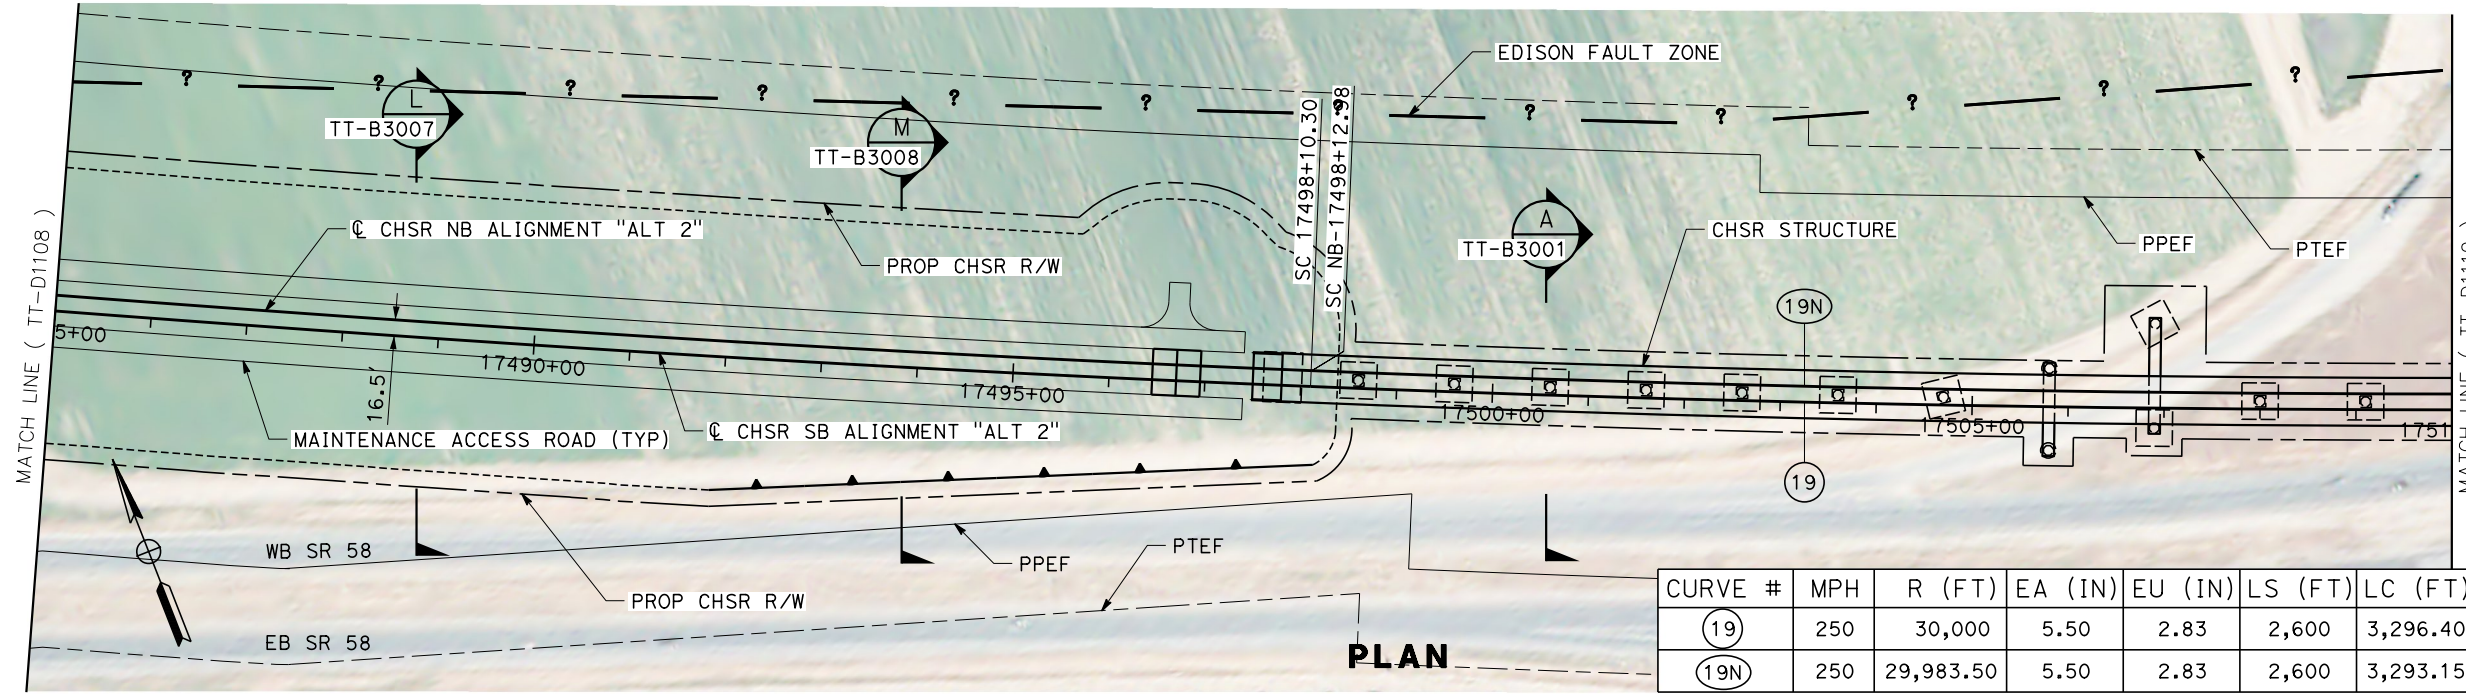 EDISON FAULT ZONE
? ? ? ? ? ? ? ? ? ? ? ?
L
TT-B3007
M
TT-B3008
SC 17498+10.30
SC NB-17498+12.98
A
TT-B3001
℄ CHSR NB ALIGNMENT "ALT 2"
PROP CHSR R/W
CHSR STRUCTURE
PPEF
PTEF
MATCH LINE ( TT-D1108 )
19N
5+00
17490+00
17495+00
17500+00
17505+00
1751
16.5'
MAINTENANCE ACCESS ROAD (TYP)
℄ CHSR SB ALIGNMENT "ALT 2"
19
WB SR 58
PPEF
PTEF
PROP CHSR R/W
EB SR 58
PLAN
CURVE # MPH R (FT) EA (IN) EU (IN) LS (FT) LC (FT)
19 250 30,000 5.50 2.83 2,600 3,296.40
19N 250 29,983.50 5.50 2.83 2,600 3,293.15